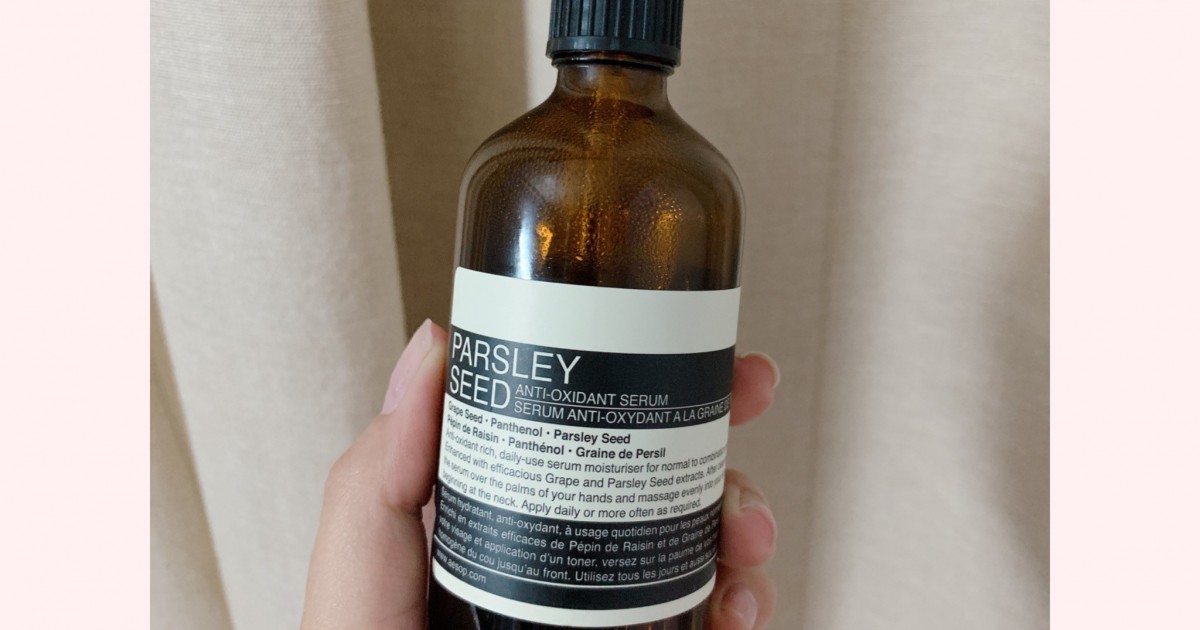 PARSLEY
SEED
ANTI-OXIDANT SERUM
SERUM ANTI-OXYDANT A LA GRAINE
Grape Seed · Panthenol · Parsley Seed
Pépin de Raisin · Panthénol · Graine de Persil
Anti-oxidant rich, daily-use serum moisturiser for normal to
Enhanced with efficacious Grape and Parsley Seed extracts. After
the serum over the palms of your hands and massage evenly into
beginning at the neck. Apply daily or more often as required.
Sérum hydratant, anti-oxydant, à usage quotidien pour les peaux
Enrichi en extraits efficaces de Pépin de Raisin et de Graine de
votre visage et application d'un toner, versez sur la paume de vos
homogène du cou jusqu'au front. Utilisez tous les jours et aussi
www.aesop.com